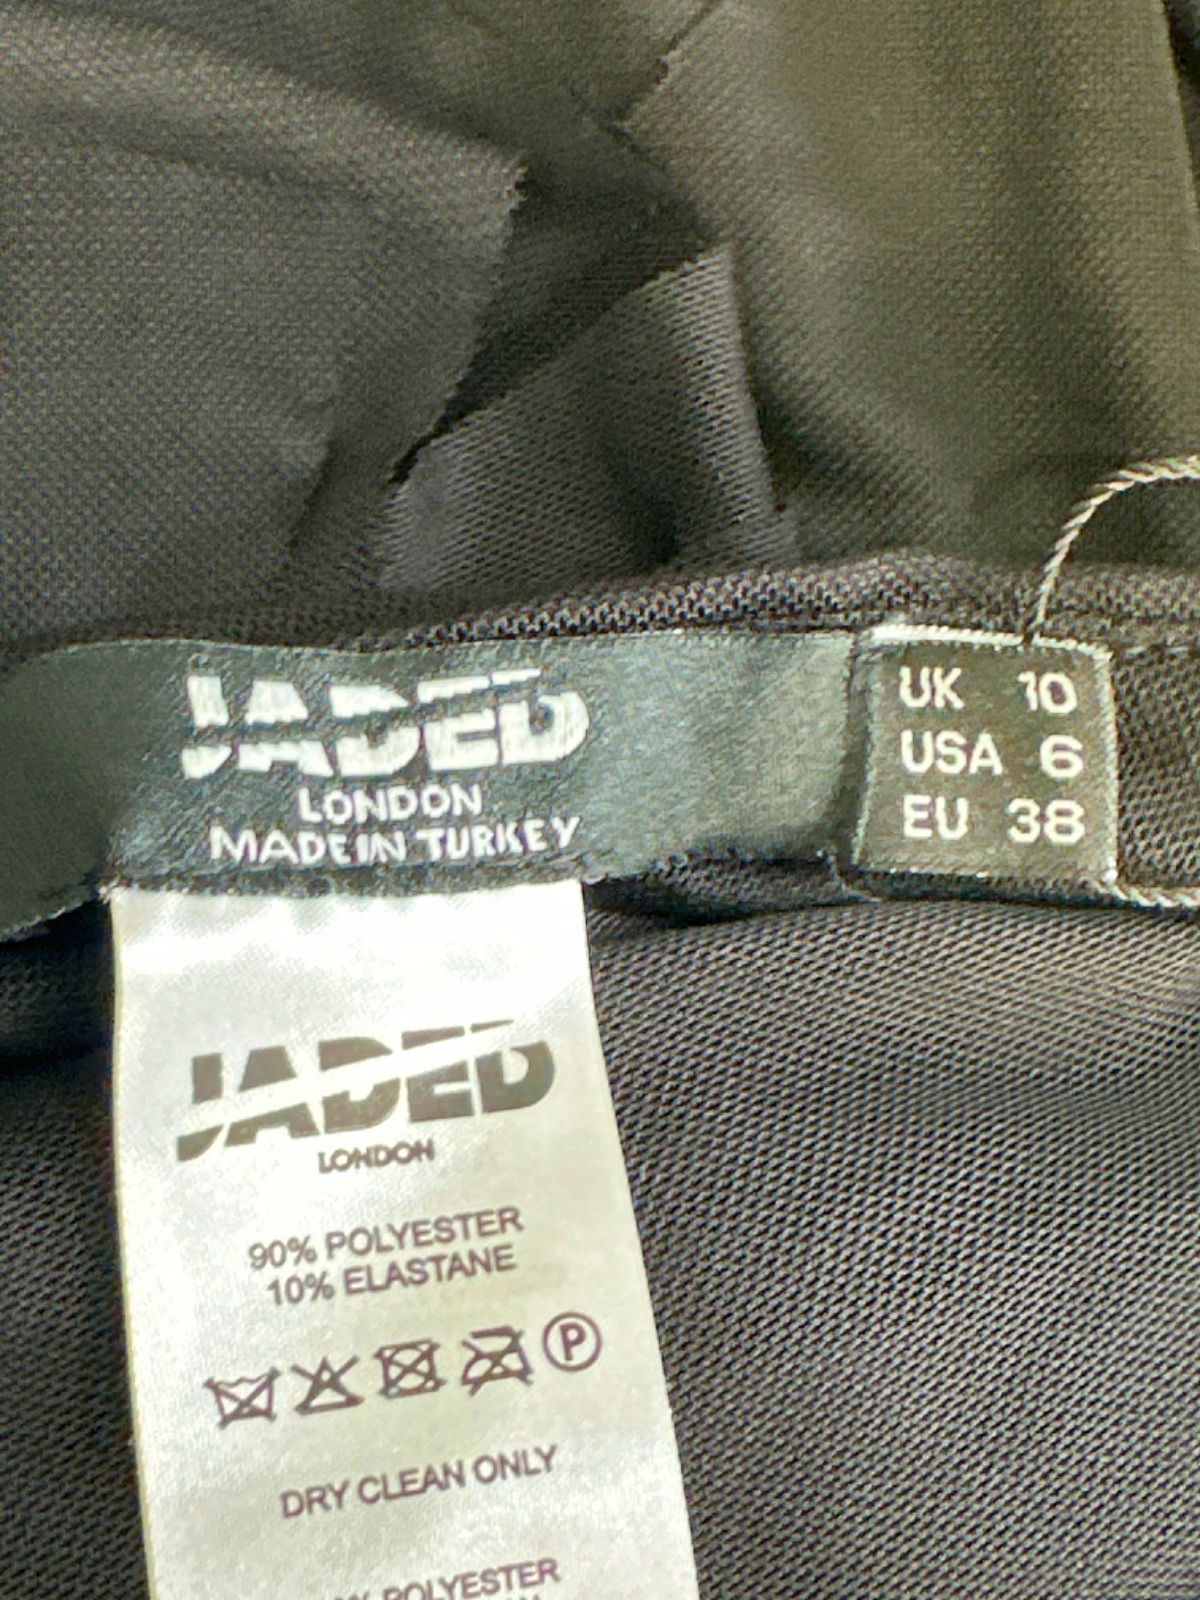 JADED
LONDON
MADE IN TURKEY
UK 10
USA 6
EU 38
JADED
LONDON
90% POLYESTER
10% ELASTANE
P
DRY CLEAN ONLY
POLYESTER